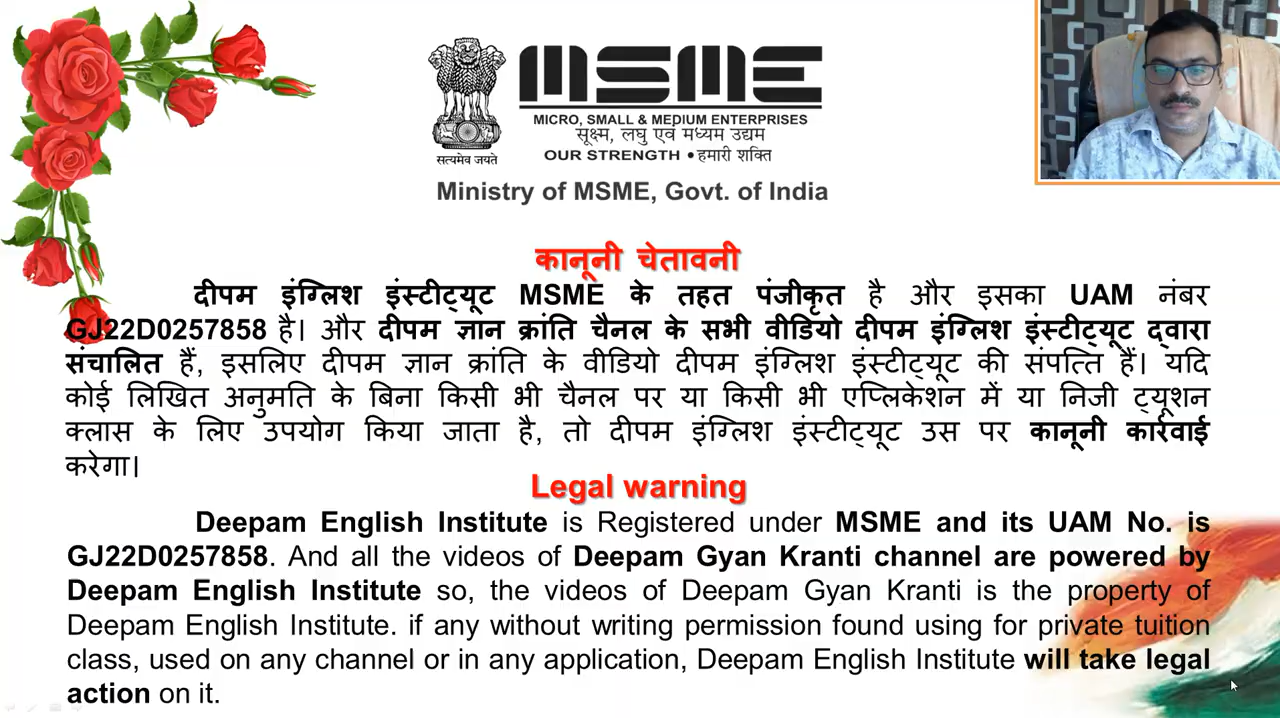 MSME
MICRO, SMALL & MEDIUM ENTERPRISES
सूक्ष्म, लघु एवं मध्यम उद्यम
सत्यमेव जयते
OUR STRENGTH • हमारी शक्ति
Ministry of MSME, Govt. of India
कानूनी चेतावनी
दीपम इंग्लिश इंस्टीट्यूट MSME के तहत पंजीकृत है और इसका UAM नंबर
GJ22D0257858 है। और दीपम ज्ञान क्रांति चैनल के सभी वीडियो दीपम इंग्लिश इंस्टीट्यूट द्वारा
संचालित हैं, इसलिए दीपम ज्ञान क्रांति के वीडियो दीपम इंग्लिश इंस्टीट्यूट की संपत्ति हैं। यदि
कोई लिखित अनुमति के बिना किसी भी चैनल पर या किसी भी एप्लिकेशन में या निजी ट्यूशन
क्लास के लिए उपयोग किया जाता है, तो दीपम इंग्लिश इंस्टीट्यूट उस पर कानूनी कार्रवाई
करेगा।
Legal warning
Deepam English Institute is Registered under MSME and its UAM No. is
GJ22D0257858. And all the videos of Deepam Gyan Kranti channel are powered by
Deepam English Institute so, the videos of Deepam Gyan Kranti is the property of
Deepam English Institute. if any without writing permission found using for private tuition
class, used on any channel or in any application, Deepam English Institute will take legal
action on it.